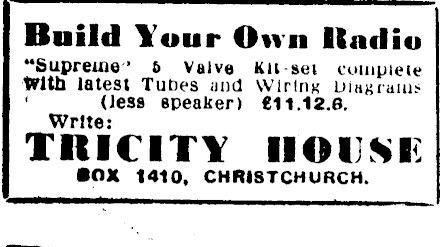 Build Your Own Radio
"Supreme" 5 Valve Kit-set complete
with latest Tubes and Wiring Diagrams
(less speaker) £11.12.6.
Write:
TRICITY HOUSE
BOX 1410, CHRISTCHURCH.